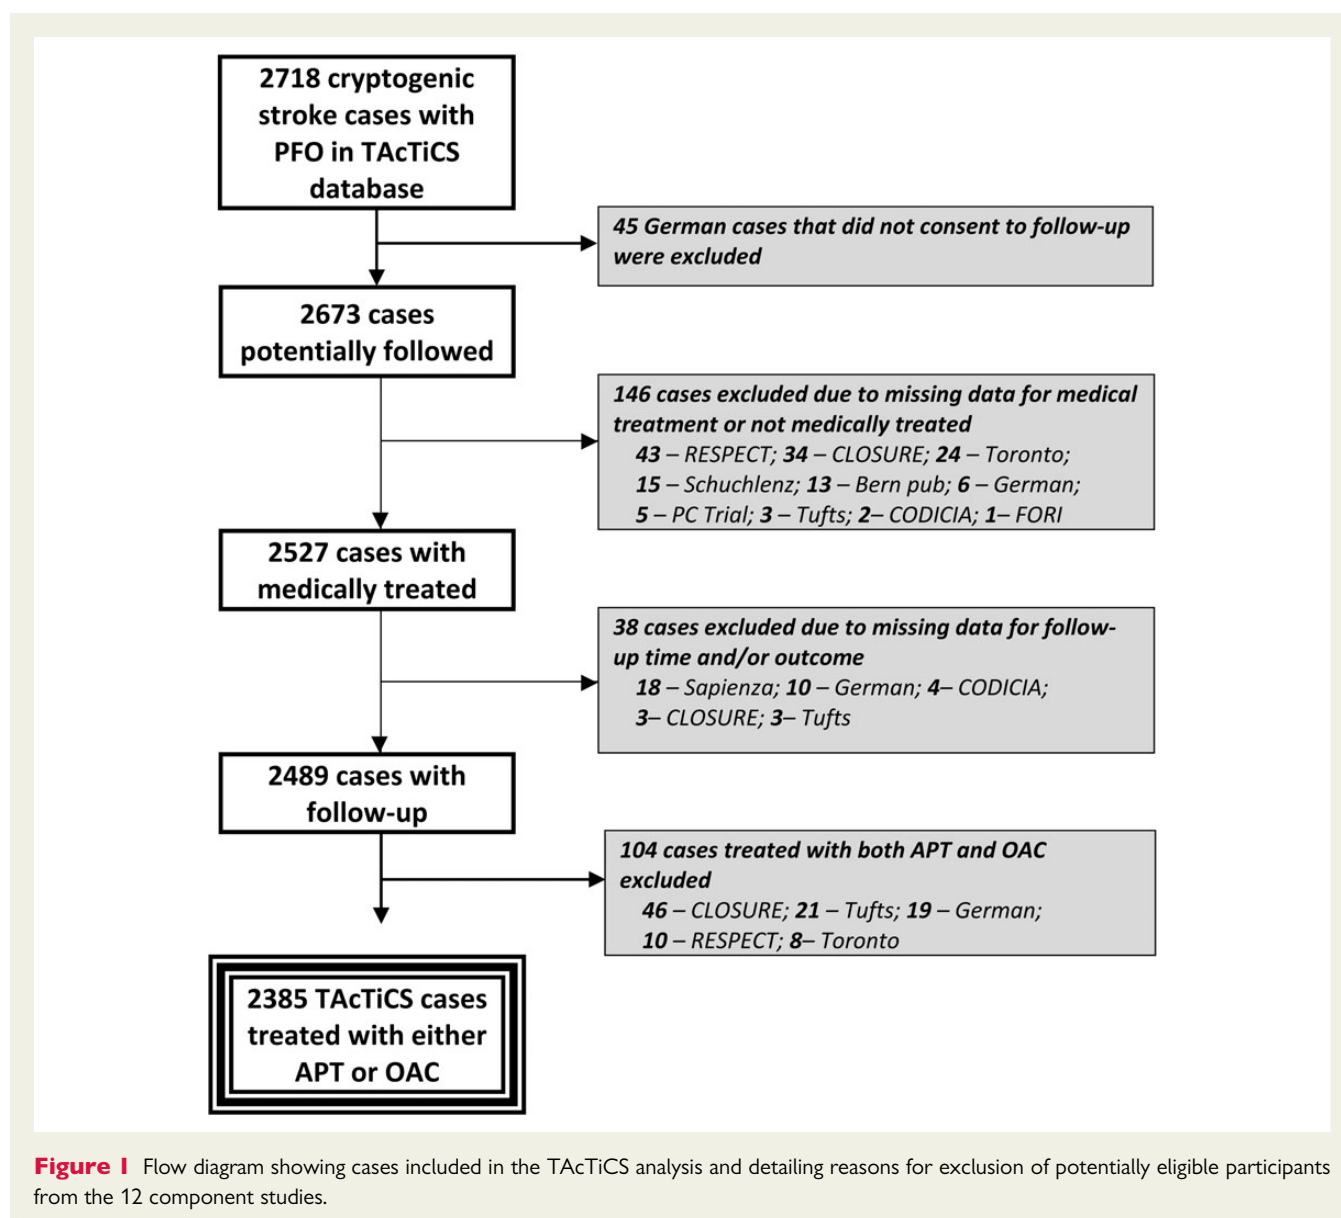 2718 cryptogenic
stroke cases with
PFO in TAcTiCS
database
45 German cases that did not consent to follow-up
were excluded
2673 cases
potentially followed
146 cases excluded due to missing data for medical
treatment or not medically treated
43 – RESPECT; 34 – CLOSURE; 24 – Toronto;
15 – Schuchlenz; 13 – Bern pub; 6 – German;
5 – PC Trial; 3 – Tufts; 2– CODICIA; 1– FORI
2527 cases with
medically treated
38 cases excluded due to missing data for follow-
up time and/or outcome
18 – Sapienza; 10 – German; 4– CODICIA;
3– CLOSURE; 3– Tufts
2489 cases with
follow-up
104 cases treated with both APT and OAC
excluded
46 – CLOSURE; 21 – Tufts; 19 – German;
10 – RESPECT; 8– Toronto
2385 TAcTiCS cases
treated with either
APT or OAC
Figure 1 Flow diagram showing cases included in the TAcTiCS analysis and detailing reasons for exclusion of potentially eligible participants
from the 12 component studies.